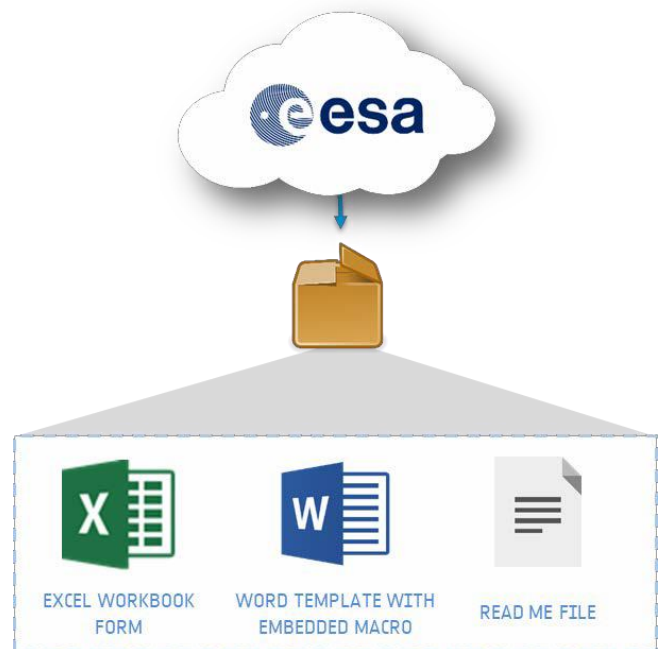 esa
X
W
EXCEL WORKBOOK
FORM
WORD TEMPLATE WITH
EMBEDDED MACRO
READ ME FILE